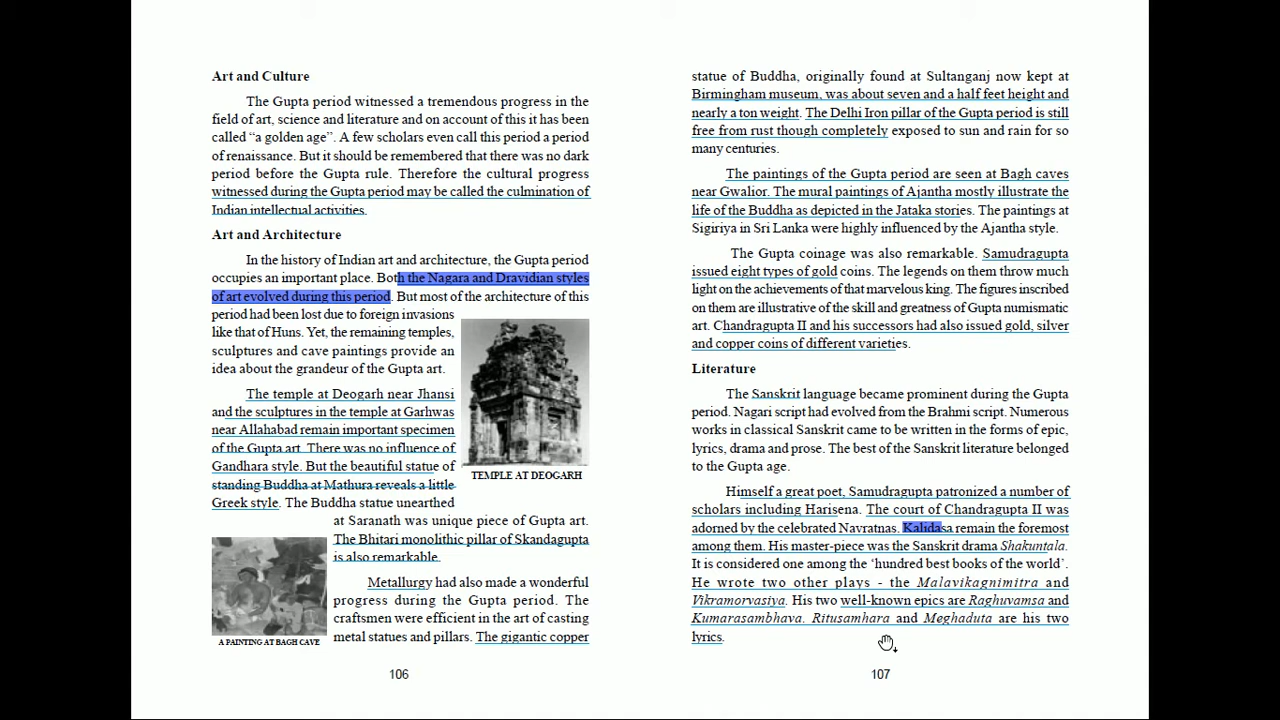 Art and Culture
The Gupta period witnessed a tremendous progress in the
field of art, science and literature and on account of this it has been
called “a golden age”. A few scholars even call this period a period
of renaissance. But it should be remembered that there was no dark
period before the Gupta rule. Therefore the cultural progress
witnessed during the Gupta period may be called the culmination of
Indian intellectual activities.
Art and Architecture
In the history of Indian art and architecture, the Gupta period
occupies an important place. Both the Nagara and Dravidian styles
of art evolved during this period. But most of the architecture of this
period had been lost due to foreign invasions
like that of Huns. Yet, the remaining temples,
sculptures and cave paintings provide an
idea about the grandeur of the Gupta art.
The temple at Deogarh near Jhansi
and the sculptures in the temple at Garhwas
near Allahabad remain important specimen
of the Gupta art. There was no influence of
Gandhara style. But the beautiful statue of
standing Buddha at Mathura reveals a little
Greek style. The Buddha statue unearthed
TEMPLE AT DEOGARH
at Saranath was unique piece of Gupta art.
The Bhitari monolithic pillar of Skandagupta
is also remarkable.
Metallurgy had also made a wonderful
progress during the Gupta period. The
craftsmen were efficient in the art of casting
metal statues and pillars. The gigantic copper
A PAINTING AT BAGH CAVE
106
statue of Buddha, originally found at Sultanganj now kept at
Birmingham museum, was about seven and a half feet height and
nearly a ton weight. The Delhi Iron pillar of the Gupta period is still
free from rust though completely exposed to sun and rain for so
many centuries.
The paintings of the Gupta period are seen at Bagh caves
near Gwalior. The mural paintings of Ajantha mostly illustrate the
life of the Buddha as depicted in the Jataka stories. The paintings at
Sigiriya in Sri Lanka were highly influenced by the Ajantha style.
The Gupta coinage was also remarkable. Samudragupta
issued eight types of gold coins. The legends on them throw much
light on the achievements of that marvelous king. The figures inscribed
on them are illustrative of the skill and greatness of Gupta numismatic
art. Chandragupta II and his successors had also issued gold, silver
and copper coins of different varieties.
Literature
The Sanskrit language became prominent during the Gupta
period. Nagari script had evolved from the Brahmi script. Numerous
works in classical Sanskrit came to be written in the forms of epic,
lyrics, drama and prose. The best of the Sanskrit literature belonged
to the Gupta age.
Himself a great poet, Samudragupta patronized a number of
scholars including Harisena. The court of Chandragupta II was
adorned by the celebrated Navratnas. Kalidasa remain the foremost
among them. His master-piece was the Sanskrit drama Shakuntala.
It is considered one among the ‘hundred best books of the world’.
He wrote two other plays - the Malavikagnimitra and
Vikramorvasiya. His two well-known epics are Raghuvamsa and
Kumarasambhava. Ritusamhara and Meghaduta are his two
lyrics.
107